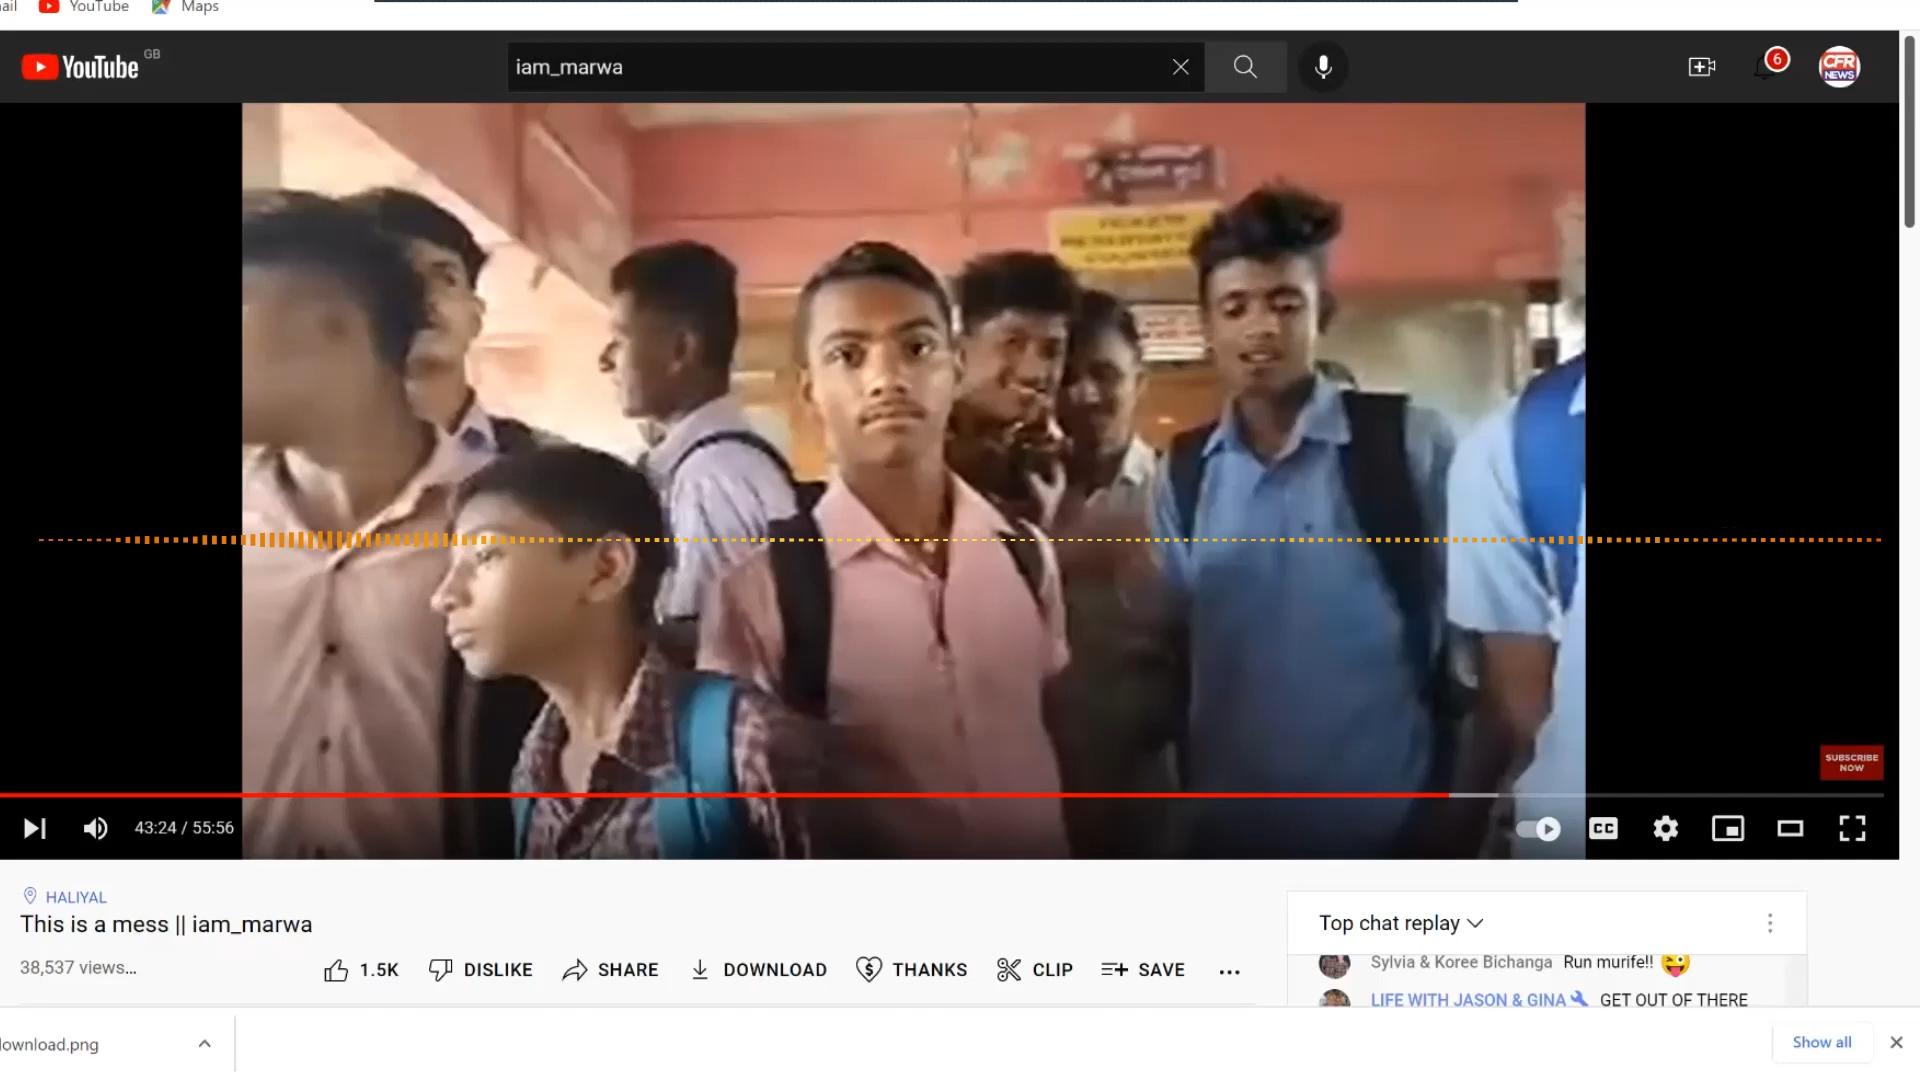 ail YouTube Maps
YouTube GB
iam_marwa
6
CFR
NEWS
SUBSCRIBE
NOW
43:24 / 55:56
CC
HALIYAL
This is a mess || iam_marwa
38,537 views...
1.5K DISLIKE SHARE DOWNLOAD THANKS CLIP SAVE
Top chat replay
Sylvia & Koree Bichanga Run murife!! 😜
LIFE WITH JASON & GINA GET OUT OF THERE
ownload.png
Show all